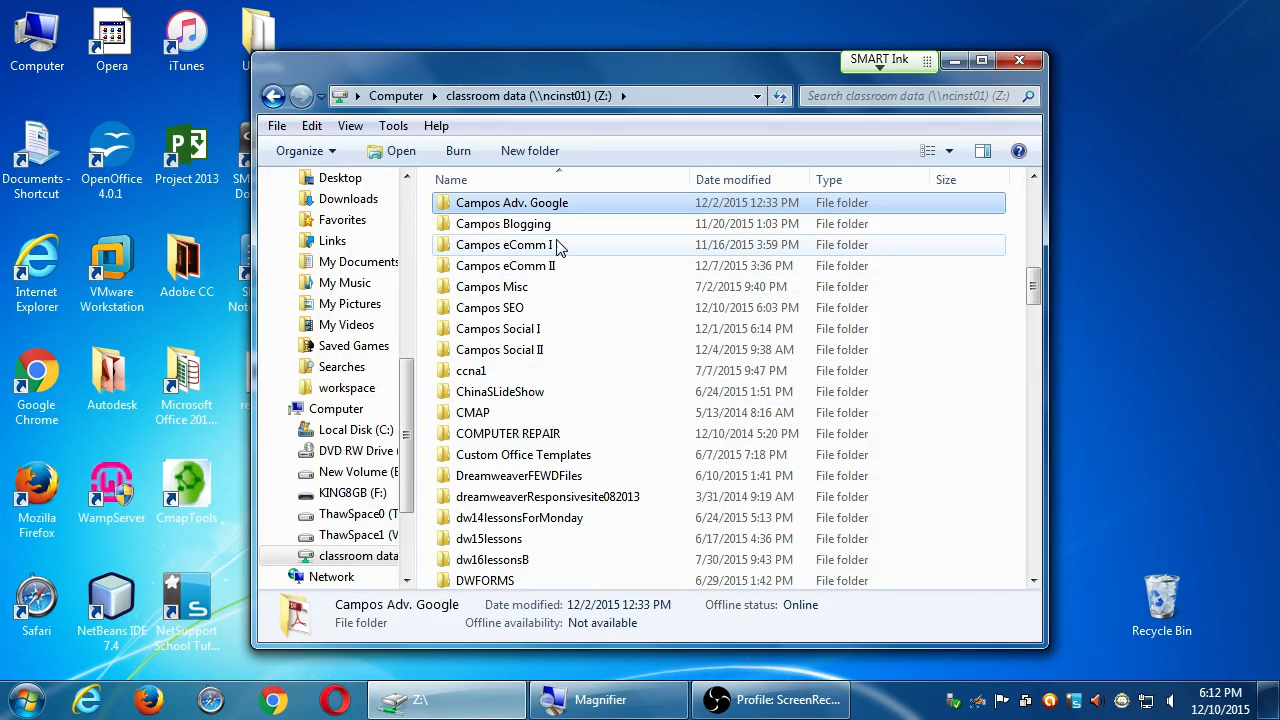 Computer
Opera
iTunes
SMART Ink
Computer
classroom data (\\ncinst01) (Z:)
Search classroom data (\\ncinst01) (Z:)
File
Edit
View
Tools
Help
Organize
Open
Burn
New folder
Documents -
Shortcut
OpenOffice
4.0.1
Project 2013
Internet
Explorer
VMware
Workstation
Adobe CC
Google
Chrome
Autodesk
Microsoft
Office 201...
Mozilla
Firefox
WampServer
CmapTools
Safari
NetBeans IDE
7.4
NetSupport
School Tut...
Desktop
Downloads
Favorites
Links
My Documents
My Music
My Pictures
My Videos
Saved Games
Searches
workspace
Computer
Local Disk (C:)
DVD RW Drive
New Volume (E
KING8GB (F:)
ThawSpace0 (T
ThawSpace1 (
classroom data
Network
Name
Date modified
Type
Size
Campos Adv. Google 12/2/2015 12:33 PM File folder
Campos Blogging 11/20/2015 1:03 PM File folder
Campos eComm I 11/16/2015 3:59 PM File folder
Campos eComm II 12/7/2015 3:36 PM File folder
Campos Misc 7/2/2015 9:40 PM File folder
Campos SEO 12/10/2015 6:03 PM File folder
Campos Social I 12/1/2015 6:14 PM File folder
Campos Social II 12/4/2015 9:38 AM File folder
ccna1 7/7/2015 9:47 PM File folder
ChinaSLideShow 6/24/2015 1:51 PM File folder
CMAP 5/13/2014 8:16 AM File folder
COMPUTER REPAIR 12/10/2014 5:20 PM File folder
Custom Office Templates 6/7/2015 7:18 PM File folder
DreamweaverFEWDFiles 6/10/2015 1:41 PM File folder
dreamweaverResponsivesite082013 3/31/2014 9:19 AM File folder
dw14lessonsForMonday 6/24/2015 5:13 PM File folder
dw15lessons 6/17/2015 4:36 PM File folder
dw16lessonsB 7/30/2015 9:43 PM File folder
DWFORMS 6/29/2015 1:42 PM File folder
Campos Adv. Google Date modified: 12/2/2015 12:33 PM Offline status: Online
File folder Offline availability: Not available
Recycle Bin
Z:\
Magnifier
Profile: ScreenRec...
6:12 PM
12/10/2015